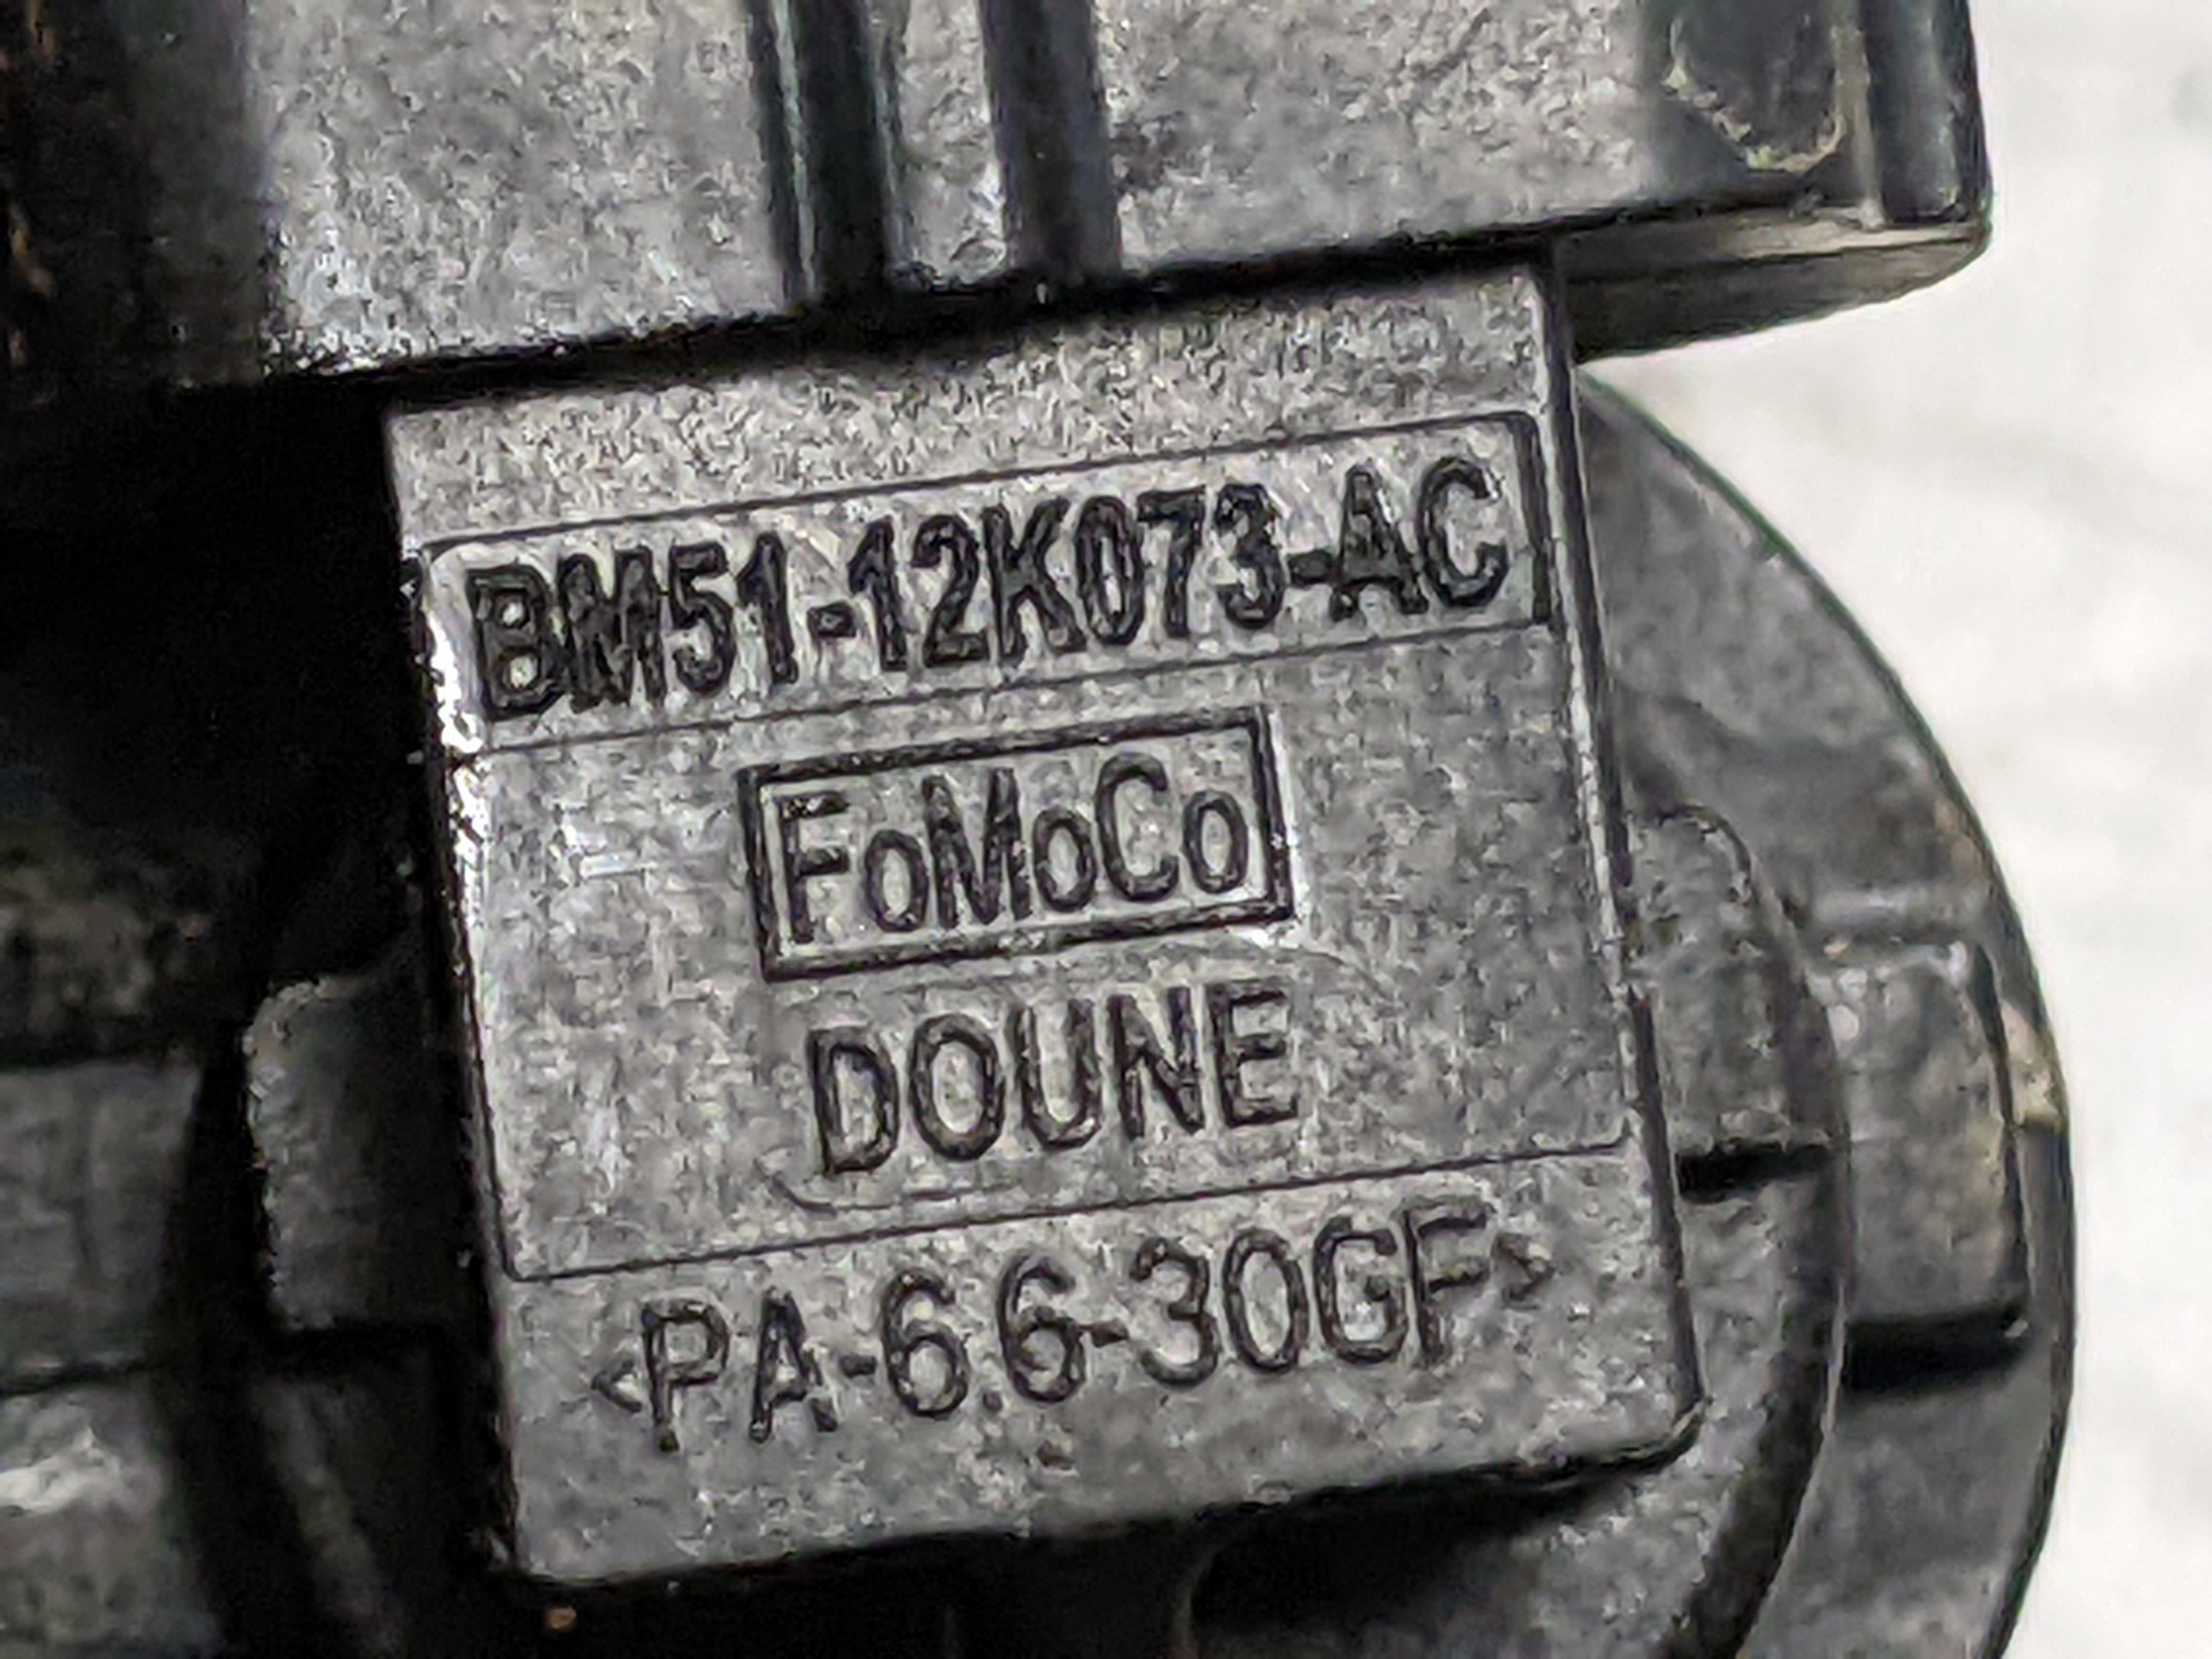 BM51-12K073-AC
FoMoCo
DOUNE
<PA-6.6-30GF>